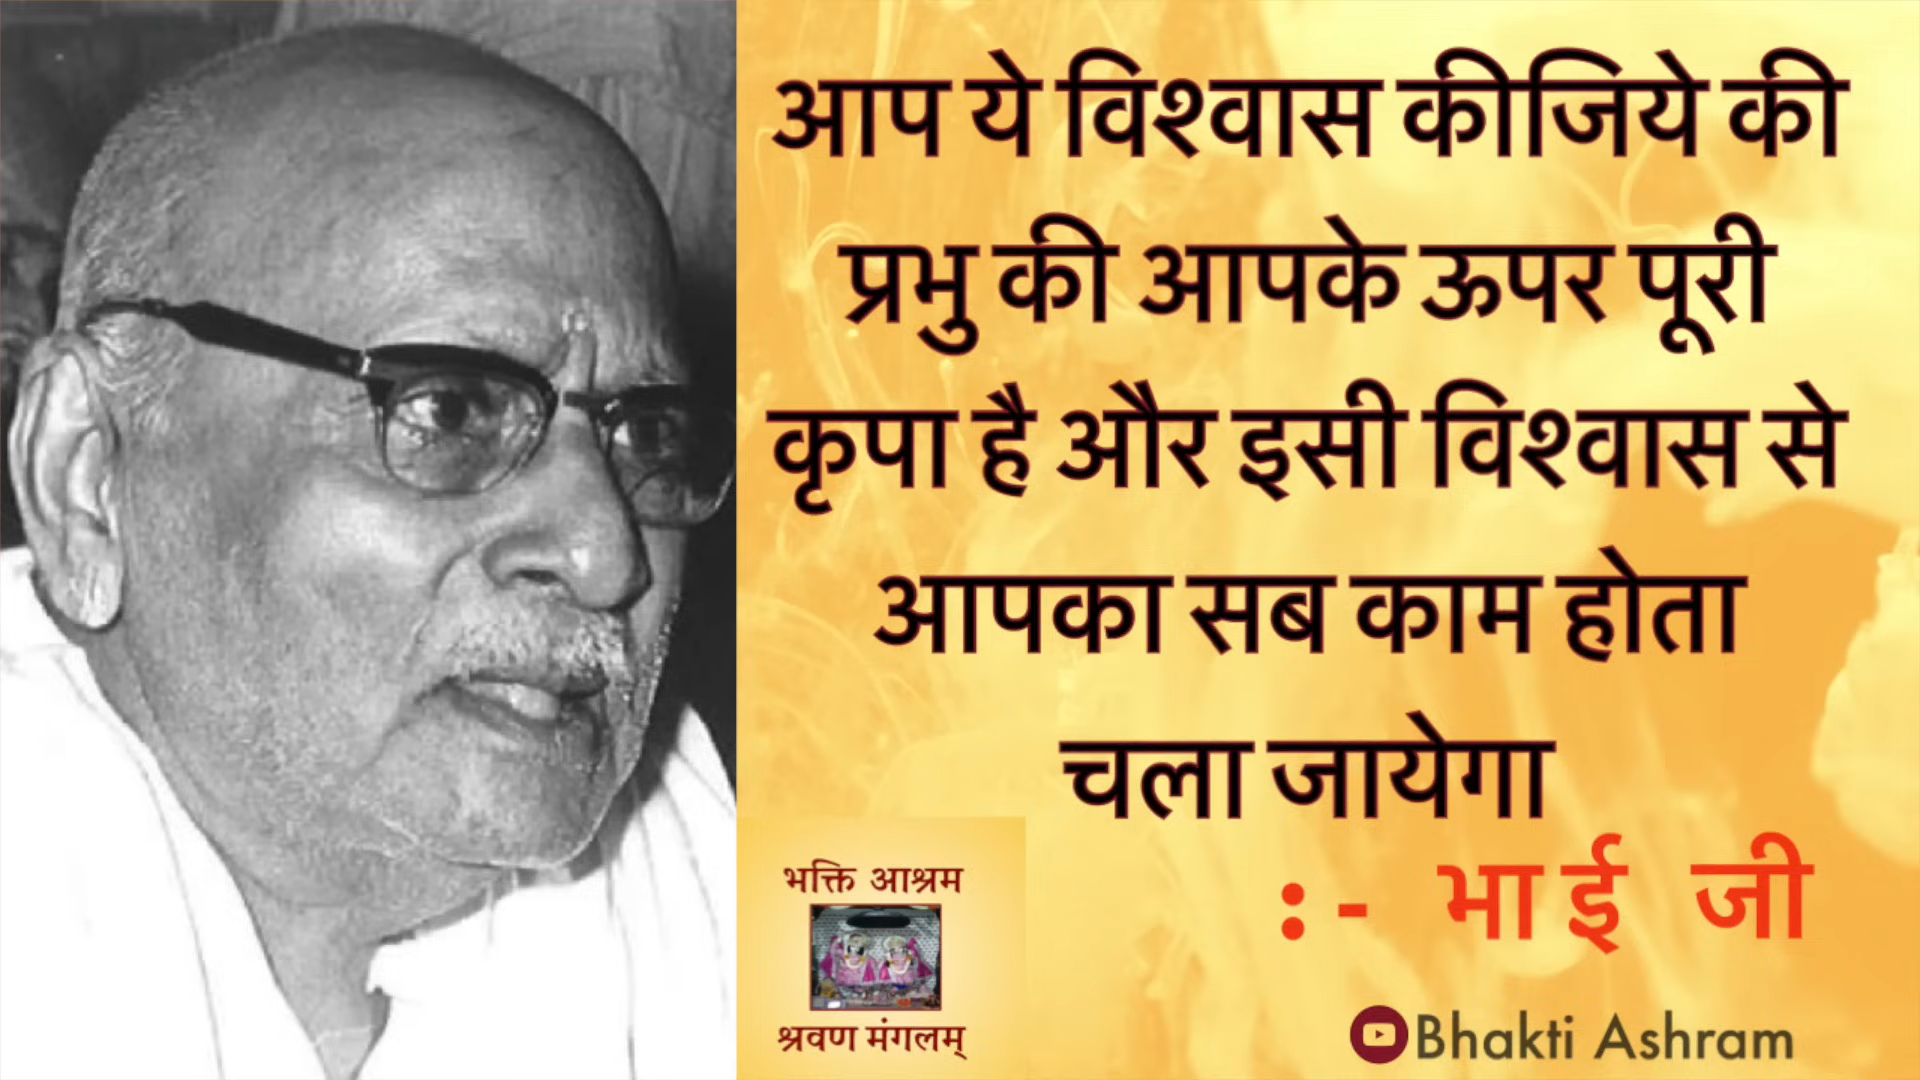 आप ये विश्वास कीजिये की
प्रभु की आपके ऊपर पूरी
कृपा है और इसी विश्वास से
आपका सब काम होता
चला जायेगा
:- भाई जी
भक्ति आश्रम
श्रवण मंगलम्
Bhakti Ashram